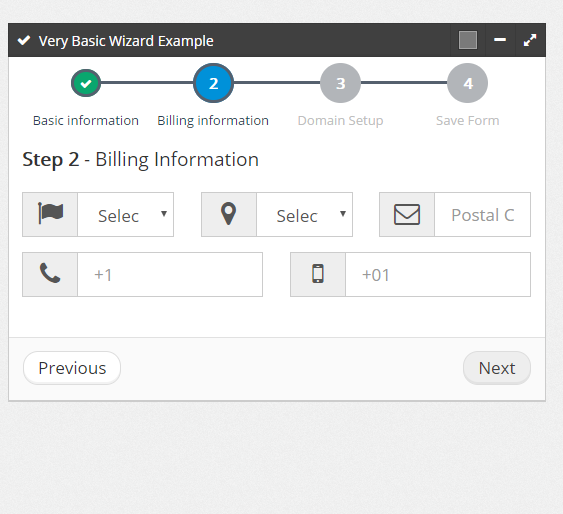 Very Basic Wizard Example
2 3 4
Basic information Billing information Domain Setup Save Form
Step 2 - Billing Information
Selec Selec Postal C
+1 +01
Previous Next